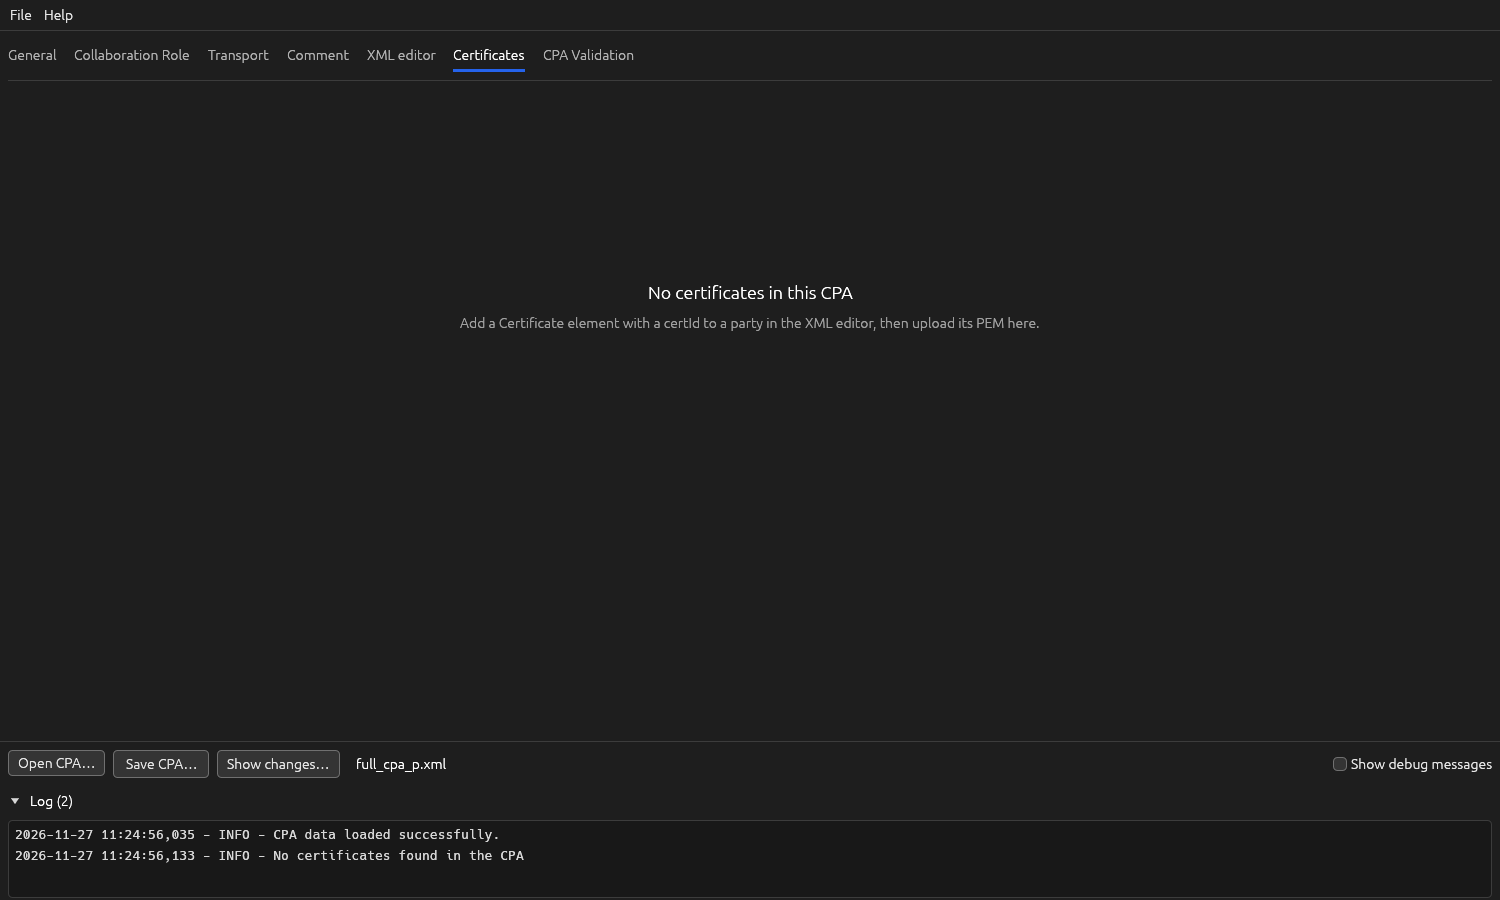 File Help
General Collaboration Role Transport Comment XML editor Certificates CPA Validation
No certificates in this CPA
Add a Certificate element with a certId to a party in the XML editor, then upload its PEM here.
Open CPA... Save CPA... Show changes... full_cpa_p.xml Show debug messages
Log (2)
2026-11-27 11:24:56,035 - INFO - CPA data loaded successfully.
2026-11-27 11:24:56,133 - INFO - No certificates found in the CPA